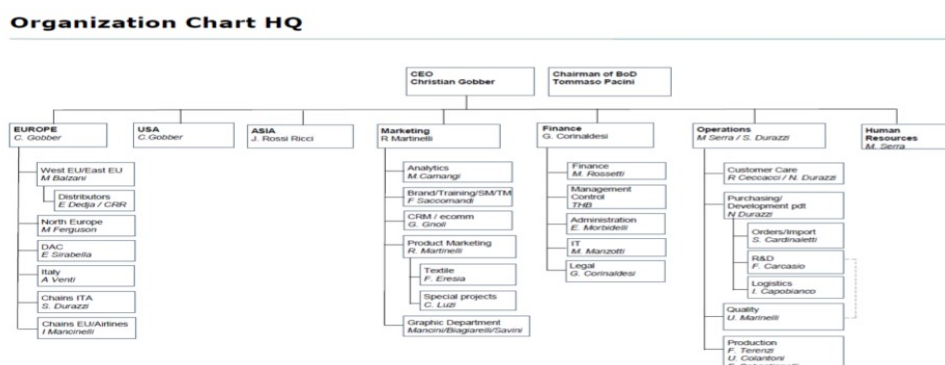 Organization Chart HQ
CEO
Christian Gobber
Chairman of BoD
Tommaso Pacini
EUROPE
C. Gobber
USA
C.Gobber
ASIA
J. Rossi Ricci
Marketing
R Martinelli
Finance
G. Corinaldesi
Operations
M Serra / S. Durazzi
Human
Resources
M. Serra
West EU/East EU
M Balzani
Distributors
E Dedja / CRR
North Europe
M Ferguson
DAC
E Sirabella
Italy
A Venti
Chains ITA
S. Durazzi
Chains EU/Airlines
I Mancinelli
Analytics
M.Camangi
Brand/Training/SM/TM
F Saccomandi
CRM / ecomm
G. Grioli
Product Marketing
R. Martinelli
Textile
F. Eresia
Special projects
C. Luzi
Graphic Department
Mancini/Biagiarelli/Savini
Finance
M. Rossetti
Management
Control
THB
Administration
E. Morbidelli
IT
M. Manzotti
Legal
G. Corinaldesi
Customer Care
R Ceccacci / N. Durazzi
Purchasing/
Development pdt
N Durazzi
Orders/Import
S. Cardinaletti
R&D
F. Carcasio
Logistics
I. Capobianco
Quality
U. Marinelli
Production
F. Terenzi
U. Colantoni